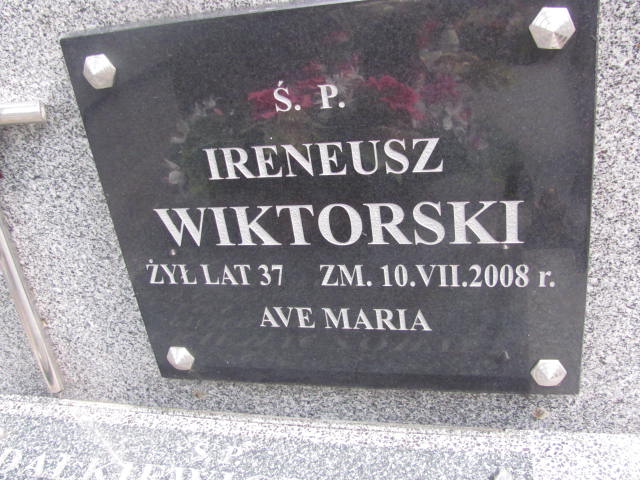 Ś. P.
IRENEUSZ
WIKTORSKI
ŻYŁ LAT 37 ZM. 10.VII.2008 r.
AVE MARIA
Ś P